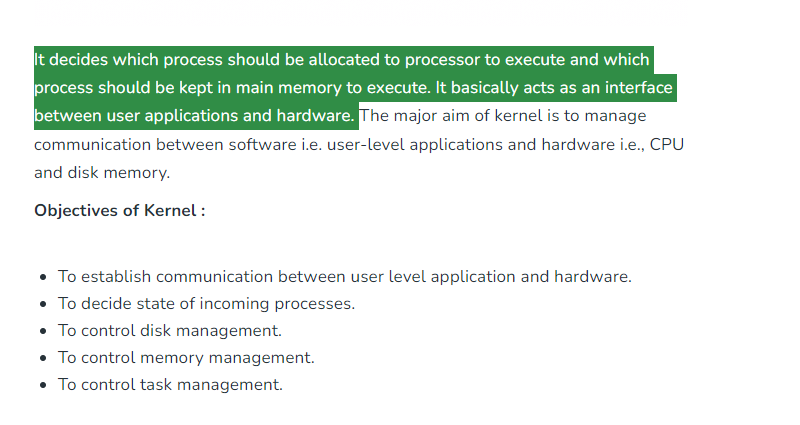 It decides which process should be allocated to processor to execute and which
process should be kept in main memory to execute. It basically acts as an interface
between user applications and hardware. The major aim of kernel is to manage
communication between software i.e. user-level applications and hardware i.e., CPU
and disk memory.
Objectives of Kernel :
• To establish communication between user level application and hardware.
• To decide state of incoming processes.
• To control disk management.
• To control memory management.
• To control task management.